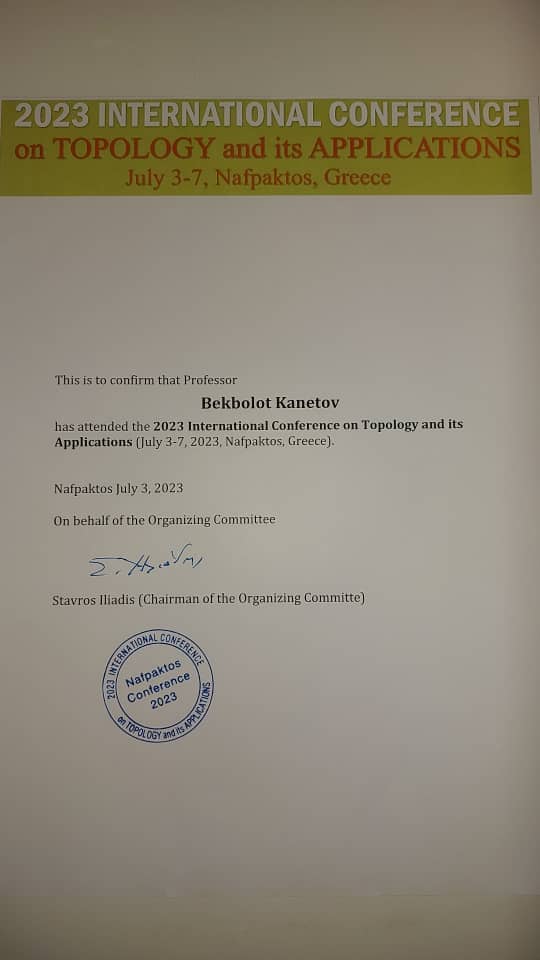 2023 INTERNATIONAL CONFERENCE
on TOPOLOGY and its APPLICATIONS
July 3-7, Nafpaktos, Greece
This is to confirm that Professor
Bekbolot Kanetov
has attended the 2023 International Conference on Topology and its
Applications (July 3-7, 2023, Nafpaktos, Greece).
Nafpaktos July 3, 2023
On behalf of the Organizing Committee
Stavros Iliadis (Chairman of the Organizing Committe)
2023 INTERNATIONAL CONFERENCE
Nafpaktos
Conference
2023
on TOPOLOGY and its APPLICATIONS